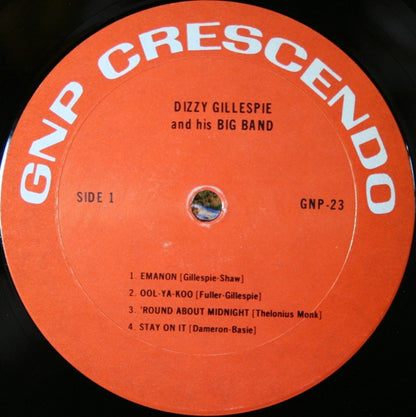 GNP CRESCENDO
DIZZY GILLESPIE
and his BIG BAND
SIDE 1
GNP-23
1. EMANON [Gillespie-Shaw]
2. OOL-YA-KOO [Fuller-Gillespie]
3. 'ROUND ABOUT MIDNIGHT [Thelonius Monk]
4. STAY ON IT [Dameron-Basie]